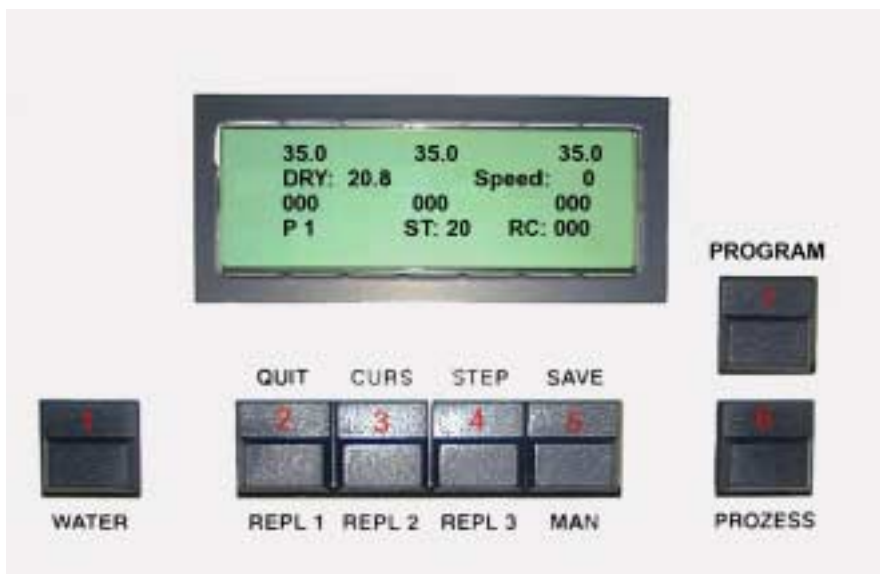 35.0 35.0 35.0
DRY: 20.8 Speed: 0
000 000 000
P 1 ST: 20 RC: 000
PROGRAM
QUIT CURS STEP SAVE
1 2 3 4 5
WATER REPL 1 REPL 2 REPL 3 MAN PROZESS